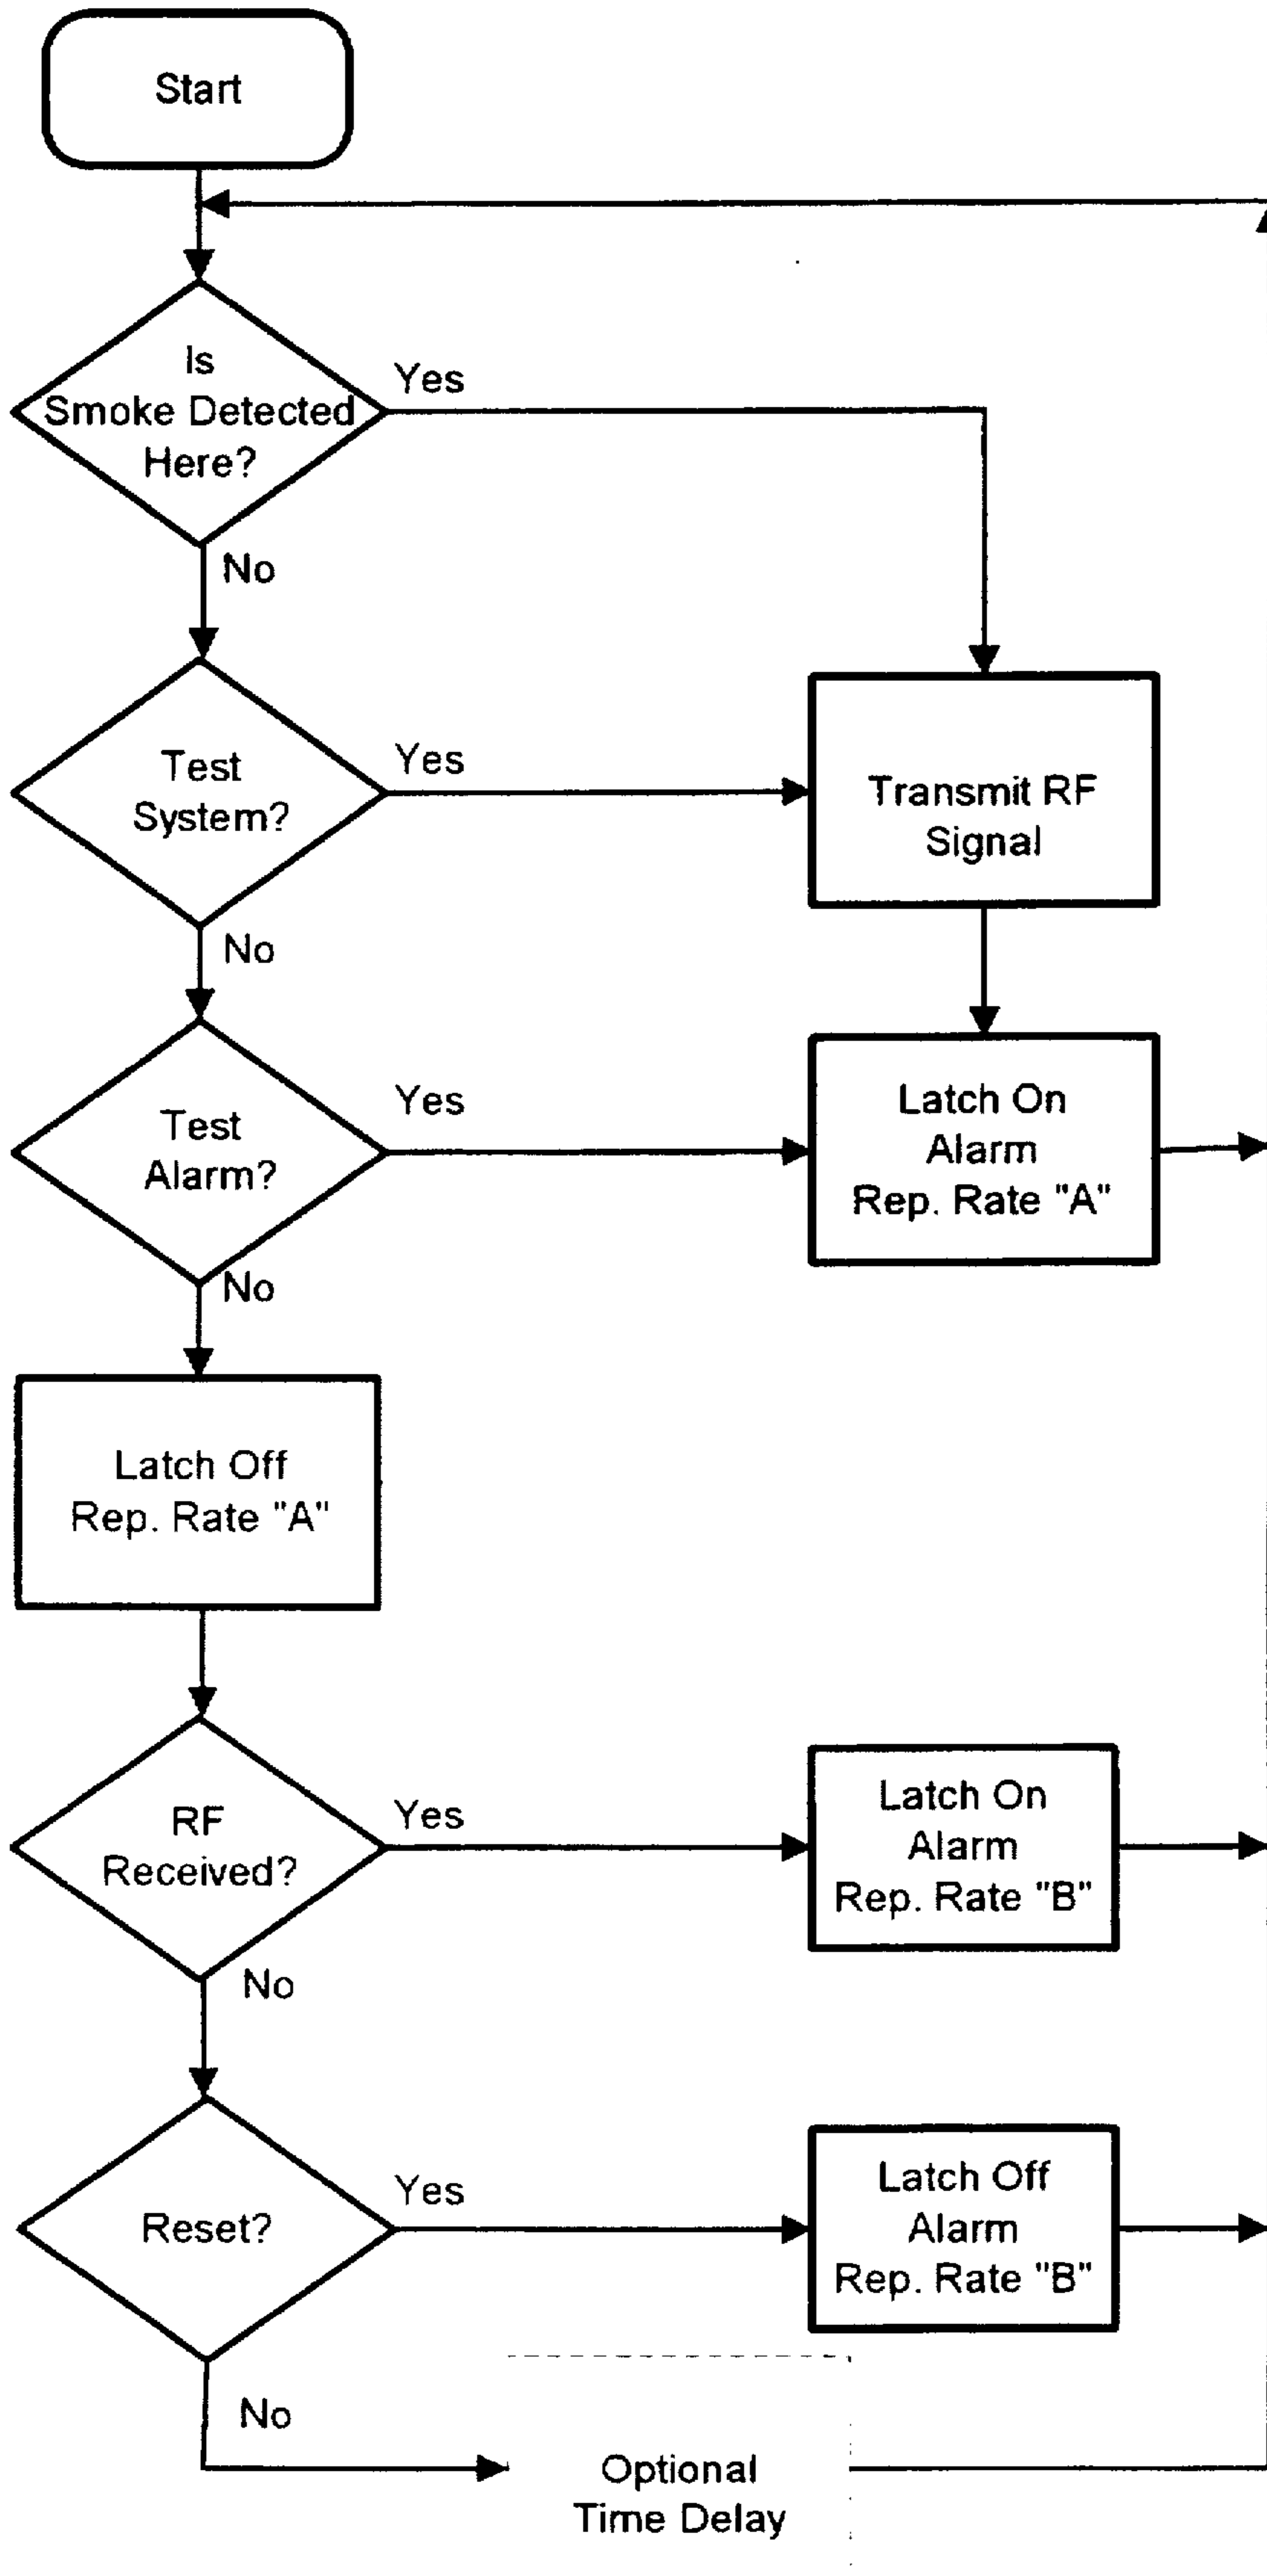 Start
Is
Smoke Detected
Here?
Yes
No
Test
System?
Yes
Transmit RF
Signal
No
Test
Alarm?
Yes
Latch On
Alarm
Rep. Rate "A"
No
Latch Off
Rep. Rate "A"
RF
Received?
Yes
Latch On
Alarm
Rep. Rate "B"
No
Reset?
Yes
Latch Off
Alarm
Rep. Rate "B"
No
Optional
Time Delay